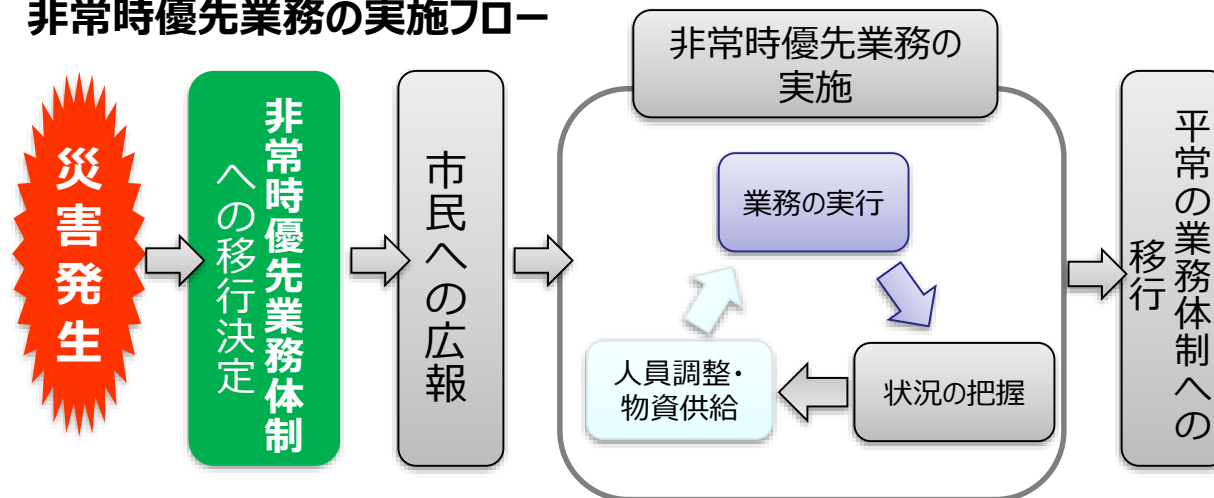 非常時優先業務の実施フロー
災害発生
非常時優先業務体制
への移行決定
市民への広報
非常時優先業務の
実施
業務の実行
状況の把握
人員調整・
物資供給
平常の業務体制への
移行